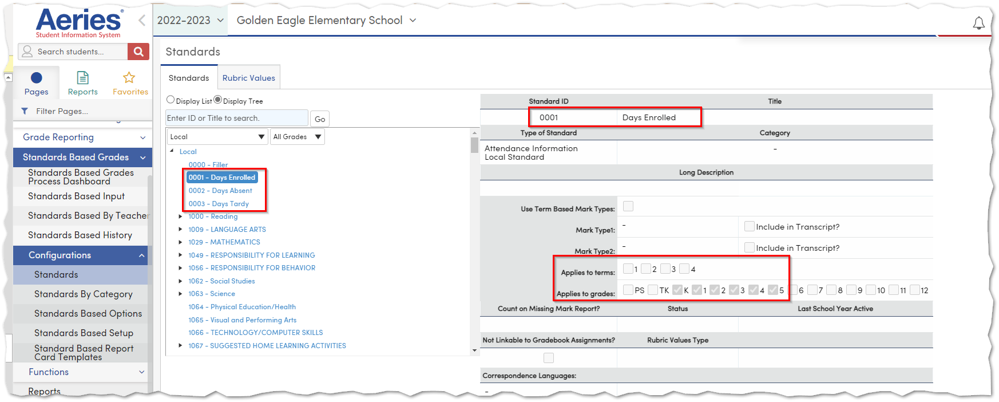 Aeries®
Student Information System
2022-2023
Golden Eagle Elementary School
Search students...
Pages
Reports
Favorites
Filter Pages...
Grade Reporting
Standards Based Grades
Standards Based Grades
Process Dashboard
Standards Based Input
Standards Based By Teacher
Standards Based History
Configurations
Standards
Standards By Category
Standards Based Options
Standards Based Setup
Standard Based Report
Card Templates
Functions
Reports
Standards
Standards
Rubric Values
Display List Display Tree
Enter ID or Title to search.
Go
Local
All Grades
Local
0000 - Filler
0001 - Days Enrolled
0002 - Days Absent
0003 - Days Tardy
1000 - Reading
1009 - LANGUAGE ARTS
1029 - MATHEMATICS
1049 - RESPONSIBILITY FOR LEARNING
1056 - RESPONSIBILITY FOR BEHAVIOR
1062 - Social Studies
1063 - Science
1064 - Physical Education/Health
1065 - Visual and Performing Arts
1066 - TECHNOLOGY/COMPUTER SKILLS
1067 - SUGGESTED HOME LEARNING ACTIVITIES
Standard ID Title
0001 Days Enrolled
Type of Standard Category
Attendance Information
Local Standard
-
Long Description
Use Term Based Mark Types:
Mark Type1: - Include in Transcript?
Mark Type2: - Include in Transcript?
Applies to terms: 1 2 3 4
Applies to grades: PS TK K 1 2 3 4 5 6 7 8 9 10 11 12
Count on Missing Mark Report? Status Last School Year Active
Not Linkable to Gradebook Assignments? Rubric Values Type
Correspondence Languages:
-